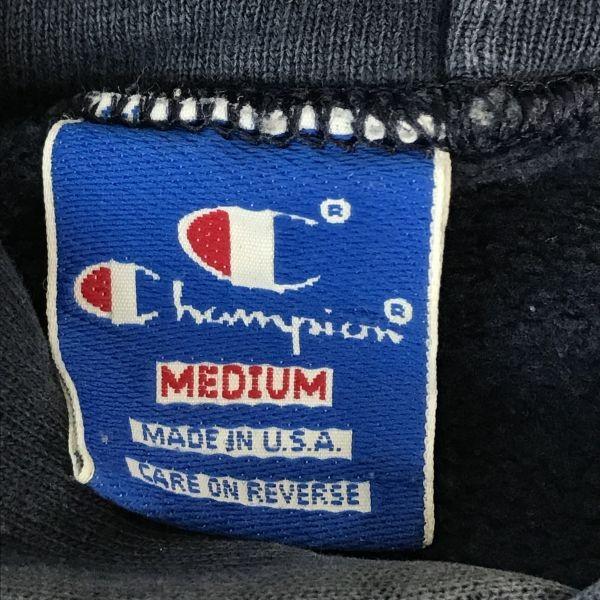 C®
Champion®
MEDIUM
MADE IN U.S.A.
CARE ON REVERSE